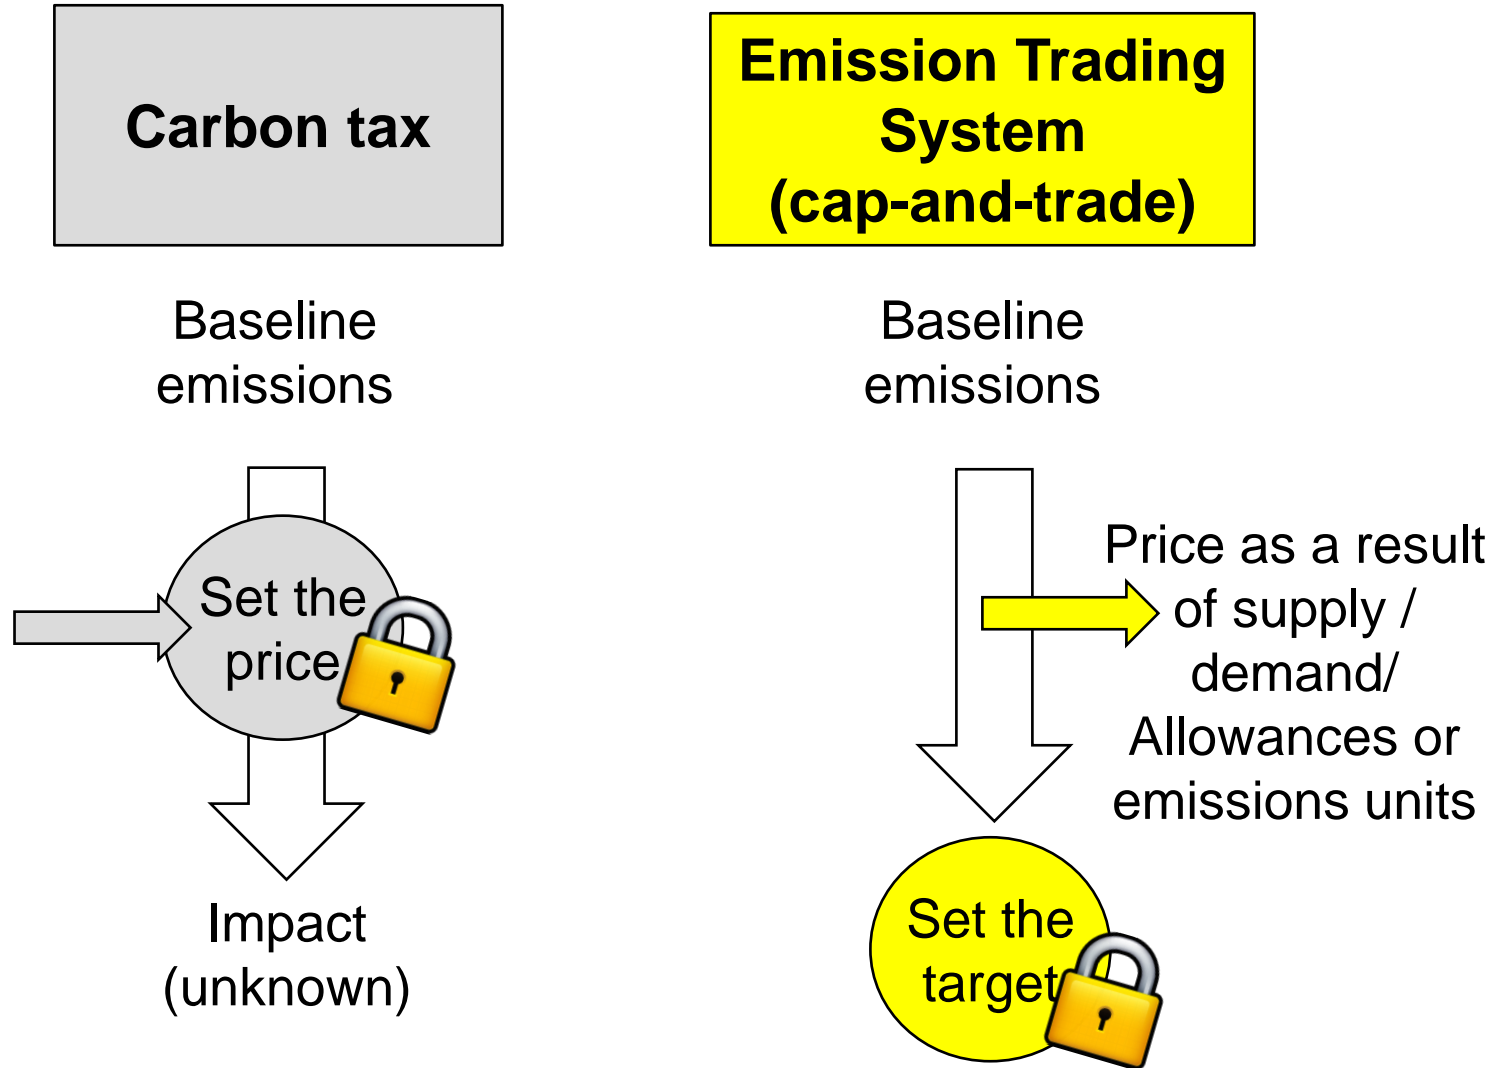 Carbon tax
Baseline
emissions
Set the
price
Impact
(unknown)
Emission Trading
System
(cap-and-trade)
Baseline
emissions
Price as a result
of supply /
demand/
Allowances or
emissions units
Set the
target